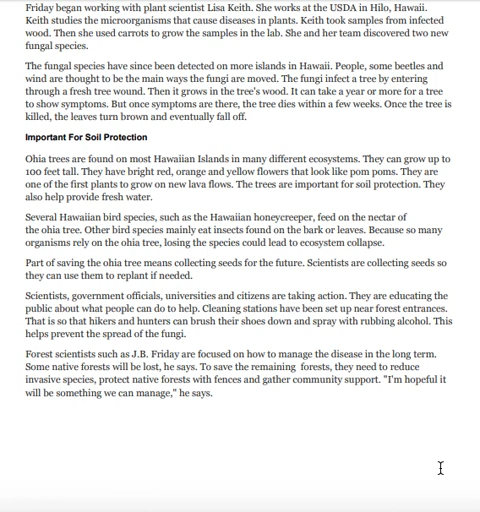 Friday began working with plant scientist Lisa Keith. She works at the USDA in Hilo, Hawaii.
Keith studies the microorganisms that cause diseases in plants. Keith took samples from infected
wood. Then she used carrots to grow the samples in the lab. She and her team discovered two new
fungal species.
The fungal species have since been detected on more islands in Hawaii. People, some beetles and
wind are thought to be the main ways the fungi are moved. The fungi infect a tree by entering
through a fresh tree wound. Then it grows in the tree's wood. It can take a year or more for a tree
to show symptoms. But once symptoms are there, the tree dies within a few weeks. Once the tree is
killed, the leaves turn brown and eventually fall off.
Important For Soil Protection
Ohia trees are found on most Hawaiian Islands in many different ecosystems. They can grow up to
100 feet tall. They have bright red, orange and yellow flowers that look like pom poms. They are
one of the first plants to grow on new lava flows. The trees are important for soil protection. They
also help provide fresh water.
Several Hawaiian bird species, such as the Hawaiian honeycreeper, feed on the nectar of
the ohia tree. Other bird species mainly eat insects found on the bark or leaves. Because so many
organisms rely on the ohia tree, losing the species could lead to ecosystem collapse.
Part of saving the ohia tree means collecting seeds for the future. Scientists are collecting seeds so
they can use them to replant if needed.
Scientists, government officials, universities and citizens are taking action. They are educating the
public about what people can do to help. Cleaning stations have been set up near forest entrances.
That is so that hikers and hunters can brush their shoes down and spray with rubbing alcohol. This
helps prevent the spread of the fungi.
Forest scientists such as J.B. Friday are focused on how to manage the disease in the long term.
Some native forests will be lost, he says. To save the remaining forests, they need to reduce
invasive species, protect native forests with fences and gather community support. "I'm hopeful it
will be something we can manage," he says.